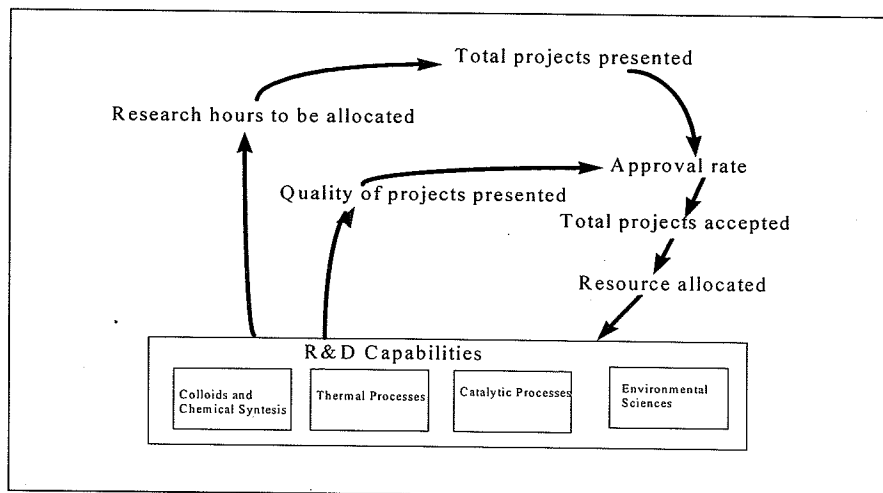 Total projects presented
Research hours to be allocated
Approval rate
Quality of projects presented
Total projects accepted
Resource allocated
R&D Capabilities
Colloids and
Chemical Syntesis
Thermal Processes
Catalytic Processes
Environmental
Sciences